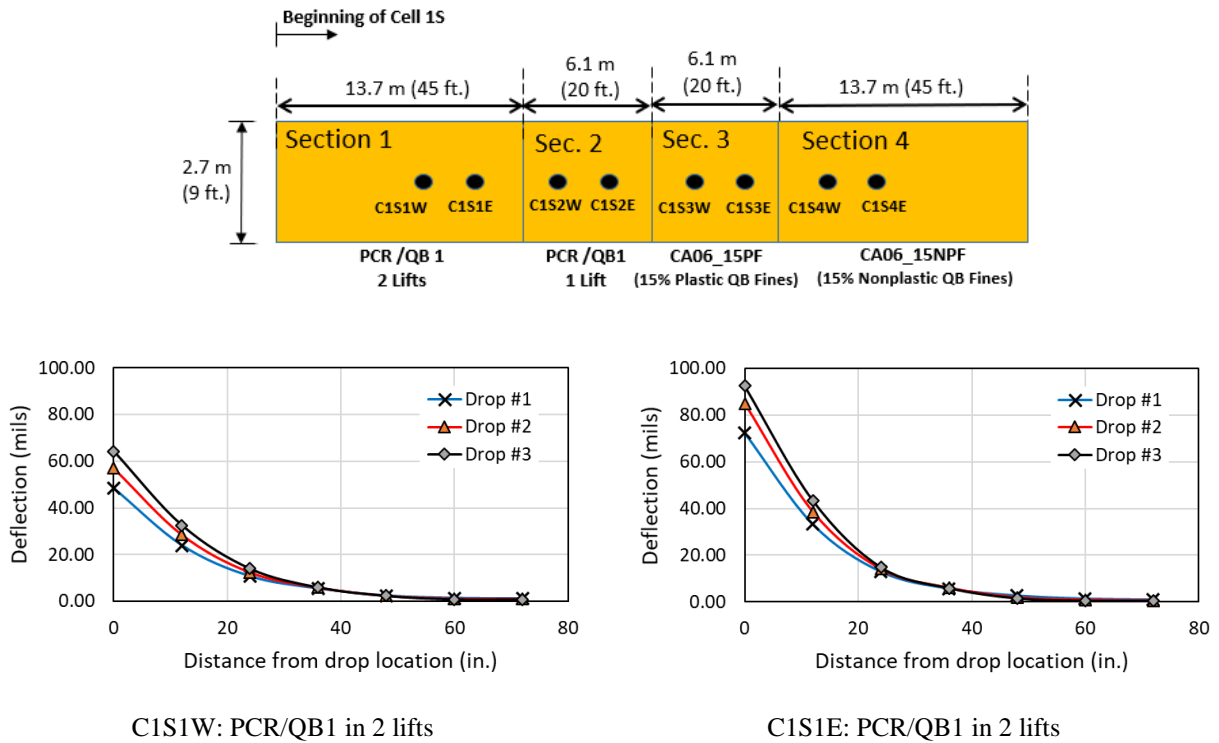 Beginning of Cell 1S
13.7 m (45 ft.)
6.1 m
(20 ft.)
6.1 m
(20 ft.)
13.7 m (45 ft.)
2.7 m
(9 ft.)
Section 1
Sec. 2
Sec. 3
Section 4
C1S1W
C1S1E
C1S2W
C1S2E
C1S3W
C1S3E
C1S4W
C1S4E
PCR /QB 1
2 Lifts
PCR /QB1
1 Lift
CA06_15PF
(15% Plastic QB Fines)
CA06_15NPF
(15% Nonplastic QB Fines)
Deflection (mils)
100.00
80.00
60.00
40.00
20.00
0.00
Drop #1
Drop #2
Drop #3
0 20 40 60 80
Distance from drop location (in.)
C1S1W: PCR/QB1 in 2 lifts
Deflection (mils)
100.00
80.00
60.00
40.00
20.00
0.00
Drop #1
Drop #2
Drop #3
0 20 40 60 80
Distance from drop location (in.)
C1S1E: PCR/QB1 in 2 lifts